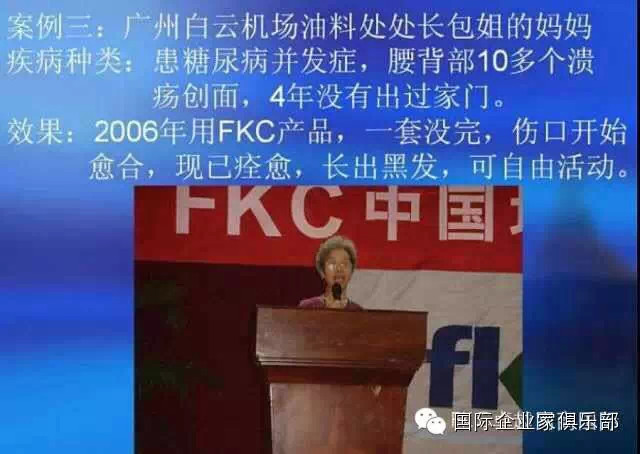 案例三：广州白云机场油料处处长包姐的妈妈
疾病种类：患糖尿病并发症，腰背部10多个溃
疡创面，4年没有出过家门。
效果：2006年用FKC产品，一套没完，伤口开始
愈合，现已痊愈，长出黑发，可自由活动。
FKC中国
fl
国际企业家俱乐部